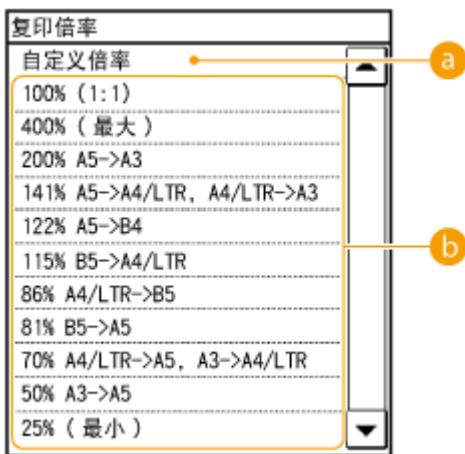 复印倍率
自定义倍率
a
100% (1:1)
400% ( 最大 )
200% A5->A3
141% A5->A4/LTR, A4/LTR->A3
122% A5->B4
b
115% B5->A4/LTR
86% A4/LTR->B5
81% B5->A5
70% A4/LTR->A5, A3->A4/LTR
50% A3->A5
25% ( 最小 )